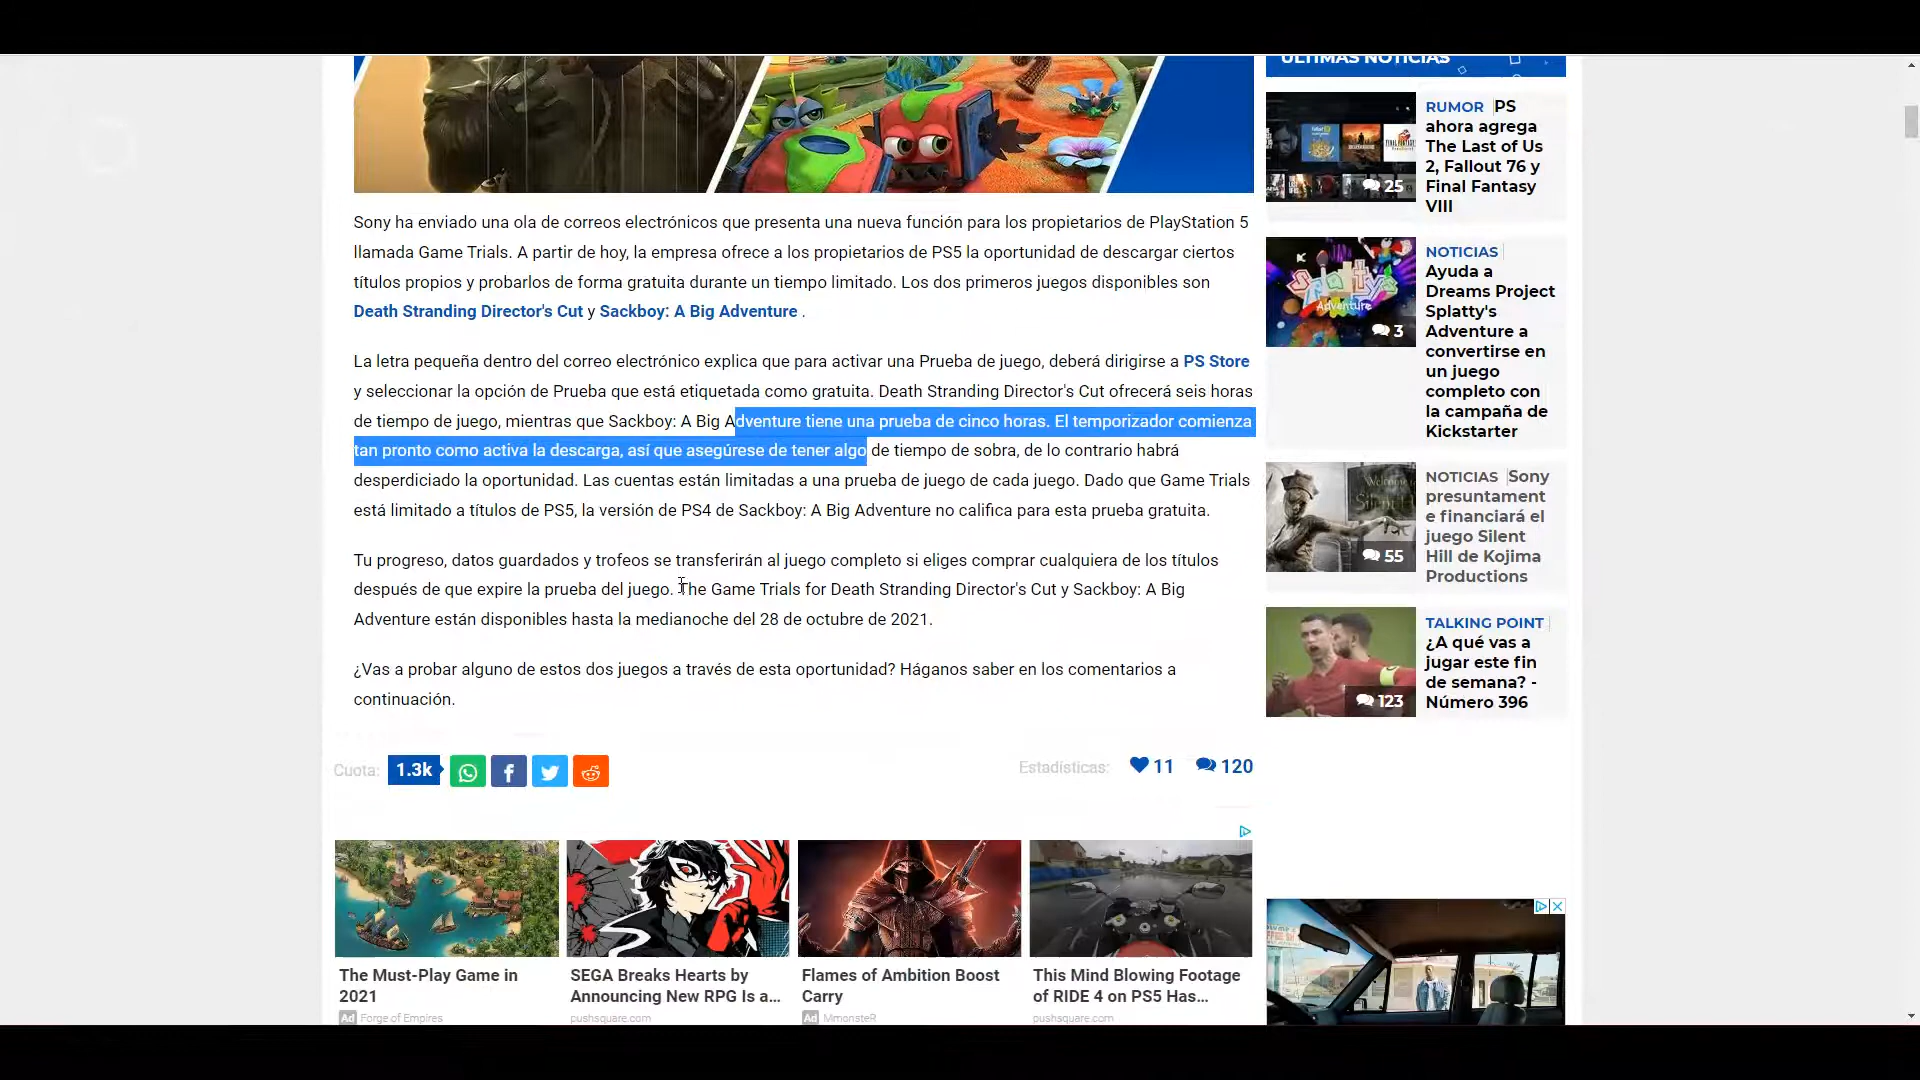 ÚLTIMAS NOTICIAS
Sony ha enviado una ola de correos electrónicos que presenta una nueva función para los propietarios de PlayStation 5
llamada Game Trials. A partir de hoy, la empresa ofrece a los propietarios de PS5 la oportunidad de descargar ciertos
títulos propios y probarlos de forma gratuita durante un tiempo limitado. Los dos primeros juegos disponibles son
Death Stranding Director's Cut y Sackboy: A Big Adventure .
La letra pequeña dentro del correo electrónico explica que para activar una Prueba de juego, deberá dirigirse a PS Store
y seleccionar la opción de Prueba que está etiquetada como gratuita. Death Stranding Director's Cut ofrecerá seis horas
de tiempo de juego, mientras que Sackboy: A Big Adventure tiene una prueba de cinco horas. El temporizador comienza
tan pronto como activa la descarga, así que asegúrese de tener algo de tiempo de sobra, de lo contrario habrá
desperdiciado la oportunidad. Las cuentas están limitadas a una prueba de juego de cada juego. Dado que Game Trials
está limitado a títulos de PS5, la versión de PS4 de Sackboy: A Big Adventure no califica para esta prueba gratuita.
Tu progreso, datos guardados y trofeos se transferirán al juego completo si eliges comprar cualquiera de los títulos
después de que expire la prueba del juego. The Game Trials for Death Stranding Director's Cut y Sackboy: A Big
Adventure están disponibles hasta la medianoche del 28 de octubre de 2021.
¿Vas a probar alguno de estos dos juegos a través de esta oportunidad? Háganos saber en los comentarios a
continuación.
Cuota: 1.3k
Estadísticas: 11 120
The Must-Play Game in
2021
Ad Forge of Empires
SEGA Breaks Hearts by
Announcing New RPG Is a...
pushsquare.com
Flames of Ambition Boost
Carry
Ad MmonsteR
This Mind Blowing Footage
of RIDE 4 on PS5 Has...
pushsquare.com
RUMOR PS
ahora agrega
The Last of Us
2, Fallout 76 y
Final Fantasy
VIII
25
NOTICIAS
Ayuda a
Dreams Project
Splatty's
Adventure a
convertirse en
un juego
completo con
la campaña de
Kickstarter
Splatty's
Adventure
3
NOTICIAS Sony
presuntament
e financiará el
juego Silent
Hill de Kojima
Productions
Welcome to
Silent Hill
55
TALKING POINT
¿A qué vas a
jugar este fin
de semana? -
Número 396
123